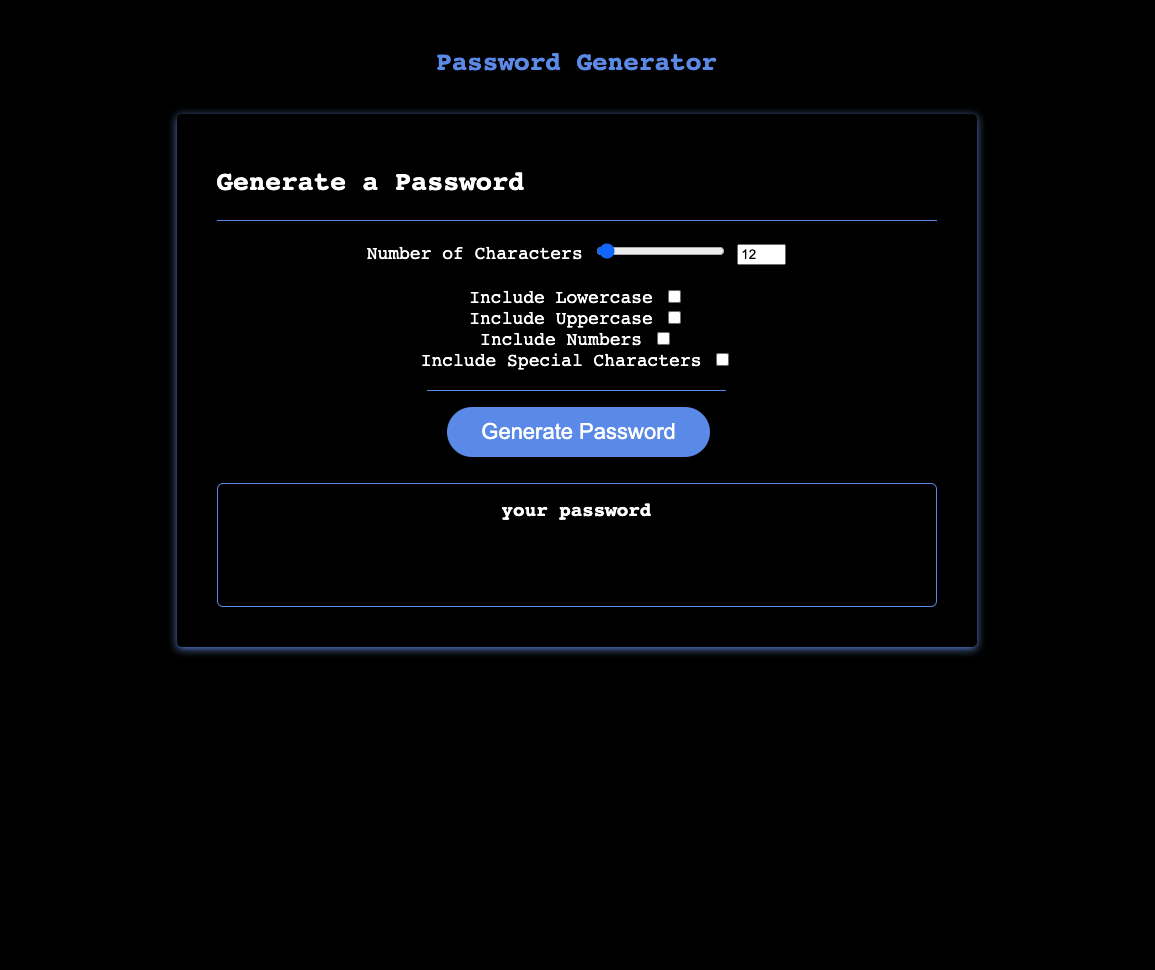 Password Generator
Generate a Password
Number of Characters 12
Include Lowercase
Include Uppercase
Include Numbers
Include Special Characters
Generate Password
your password